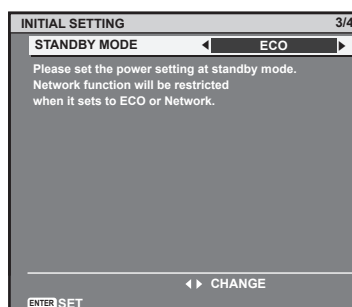 INITIAL SETTING 3/4
STANDBY MODE ECO
Please set the power setting at standby mode.
Network function will be restricted
when it sets to ECO or Network.
CHANGE
ENTER SET